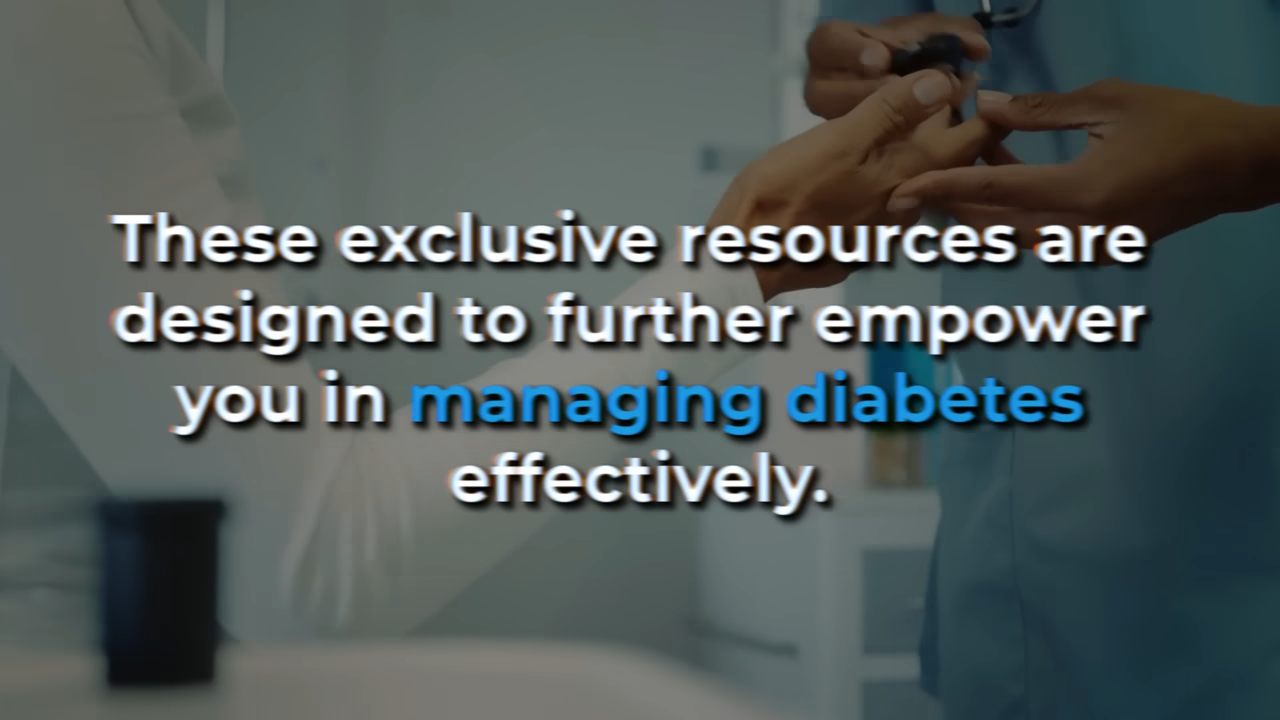 These exclusive resources are
designed to further empower
you in managing diabetes
effectively.